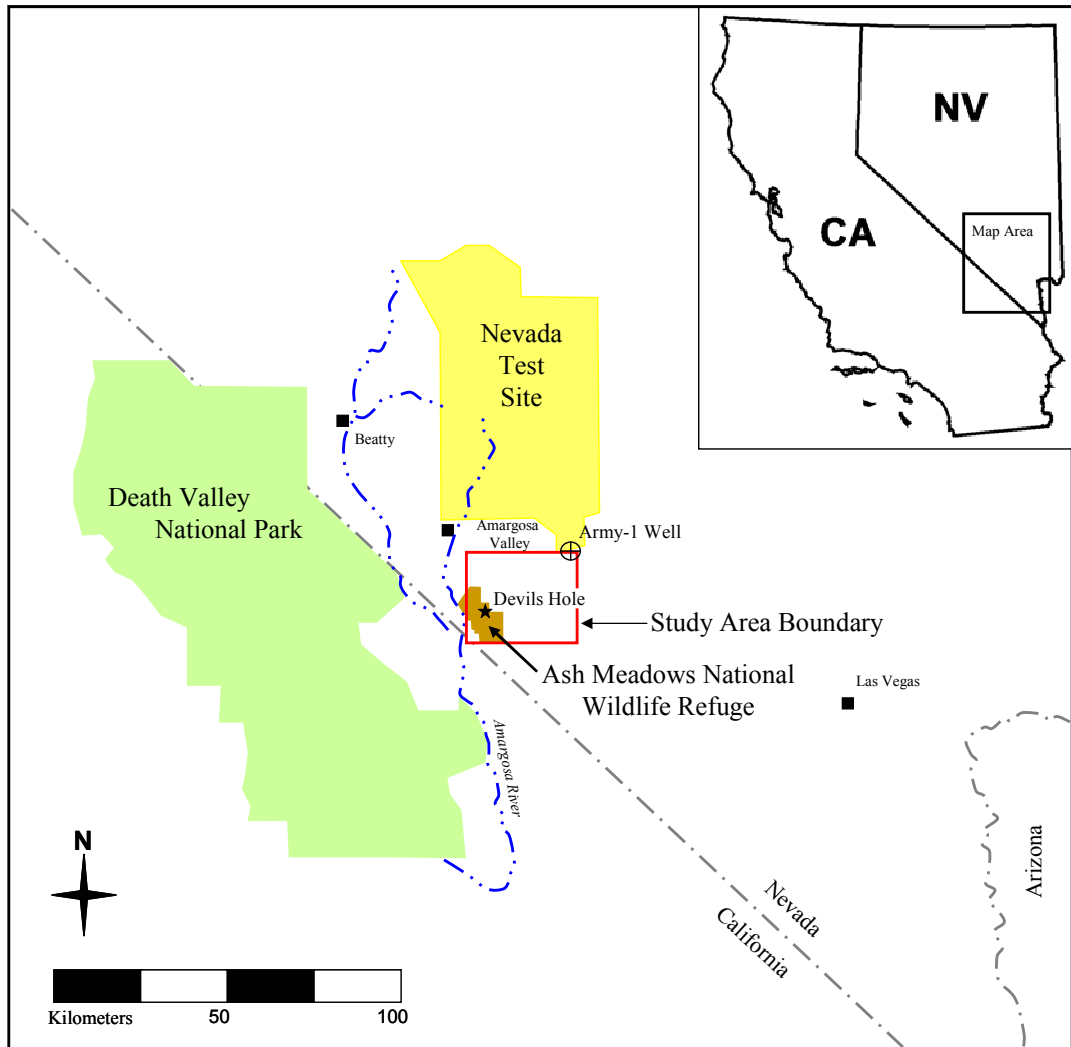 NV
CA
Map Area
Nevada
Test
Site
Beatty
Death Valley
National Park
Amargosa
Valley
Army-1 Well
Devils Hole
Study Area Boundary
Ash Meadows National
Wildlife Refuge
Las Vegas
Amargosa River
Arizona
Nevada
California
N
Kilometers
50
100